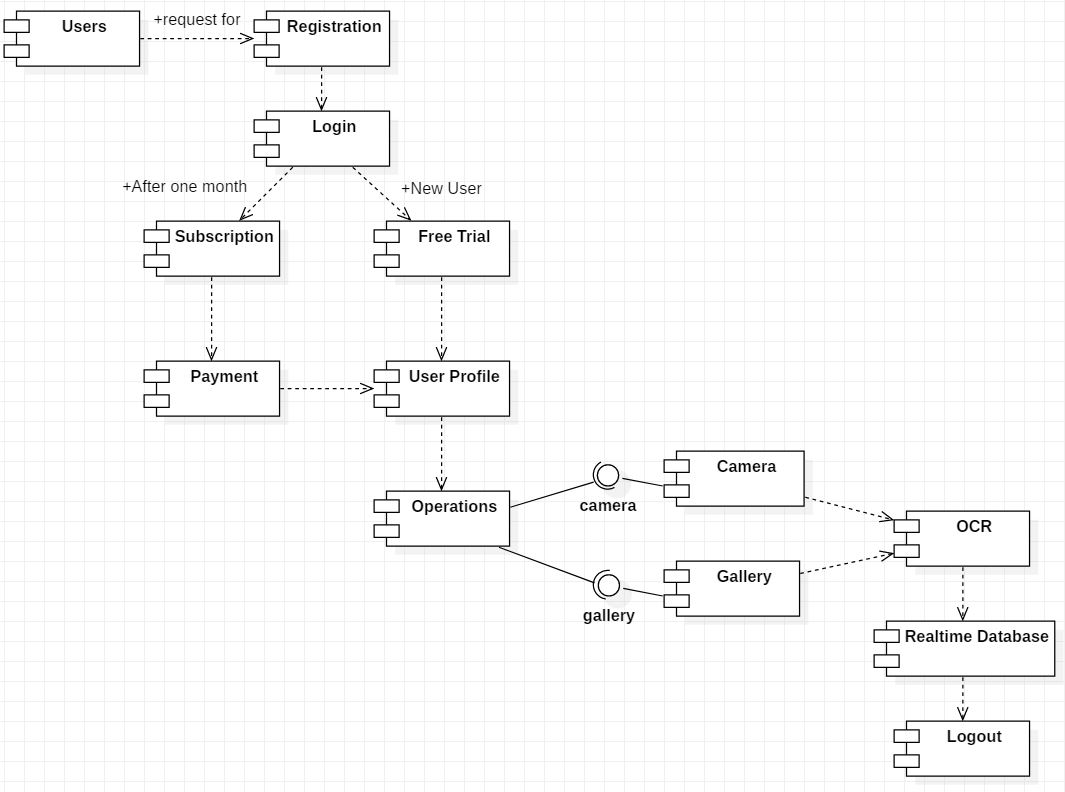 Users
+request for
Registration
Login
+After one month
+New User
Subscription
Free Trial
Payment
User Profile
Operations
camera
Camera
OCR
gallery
Gallery
Realtime Database
Logout